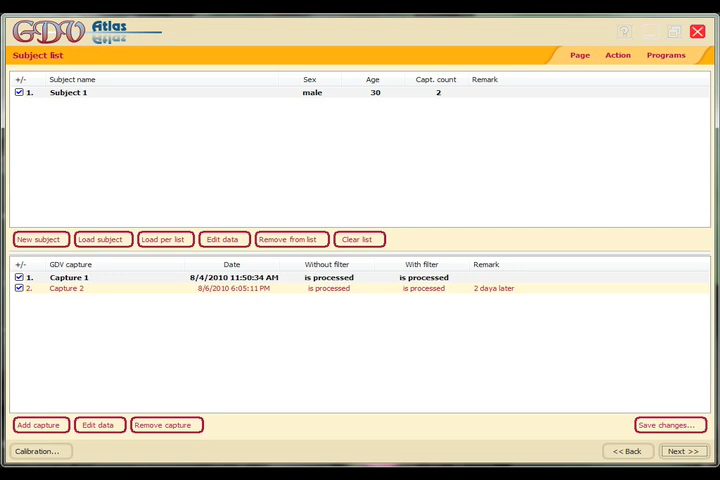 GDV Atlas
Subject list Page Action Programs
+/- Subject name Sex Age Capt. count Remark
1. Subject 1 male 30 2
New subject Load subject Load per list Edit data Remove from list Clear list
+/- GDV capture Date Without filter With filter Remark
1. Capture 1 8/4/2010 11:50:34 AM is processed is processed
2. Capture 2 8/6/2010 6:05:11 PM is processed is processed 2 daya later
Add capture Edit data Remove capture Save changes...
Calibration... << Back Next >>